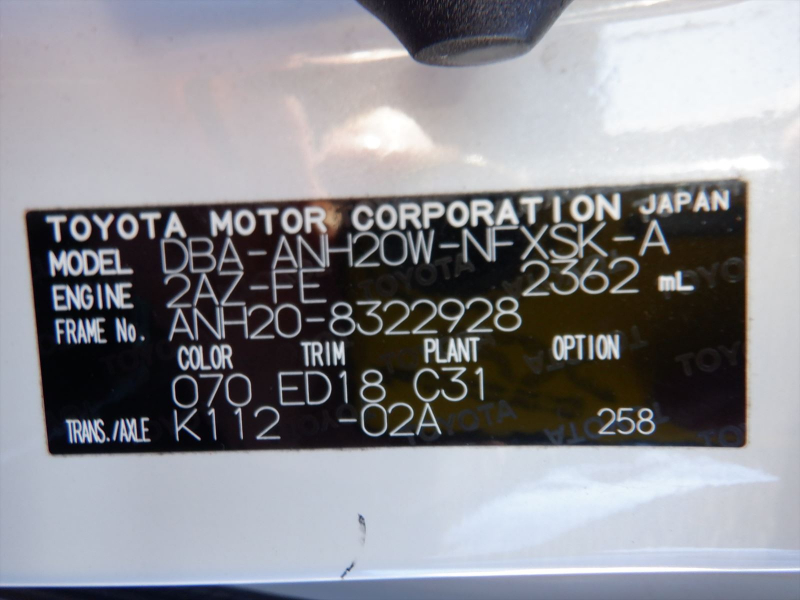 TOYOTA MOTOR CORPORATION JAPAN
MODEL DBA-ANH20W-NFXSK-A
ENGINE 2AZ-FE 2362 mL
FRAME No. ANH20-8322928
COLOR TRIM PLANT OPTION
070 ED18 C31
TRANS./AXLE K112 -02A 258